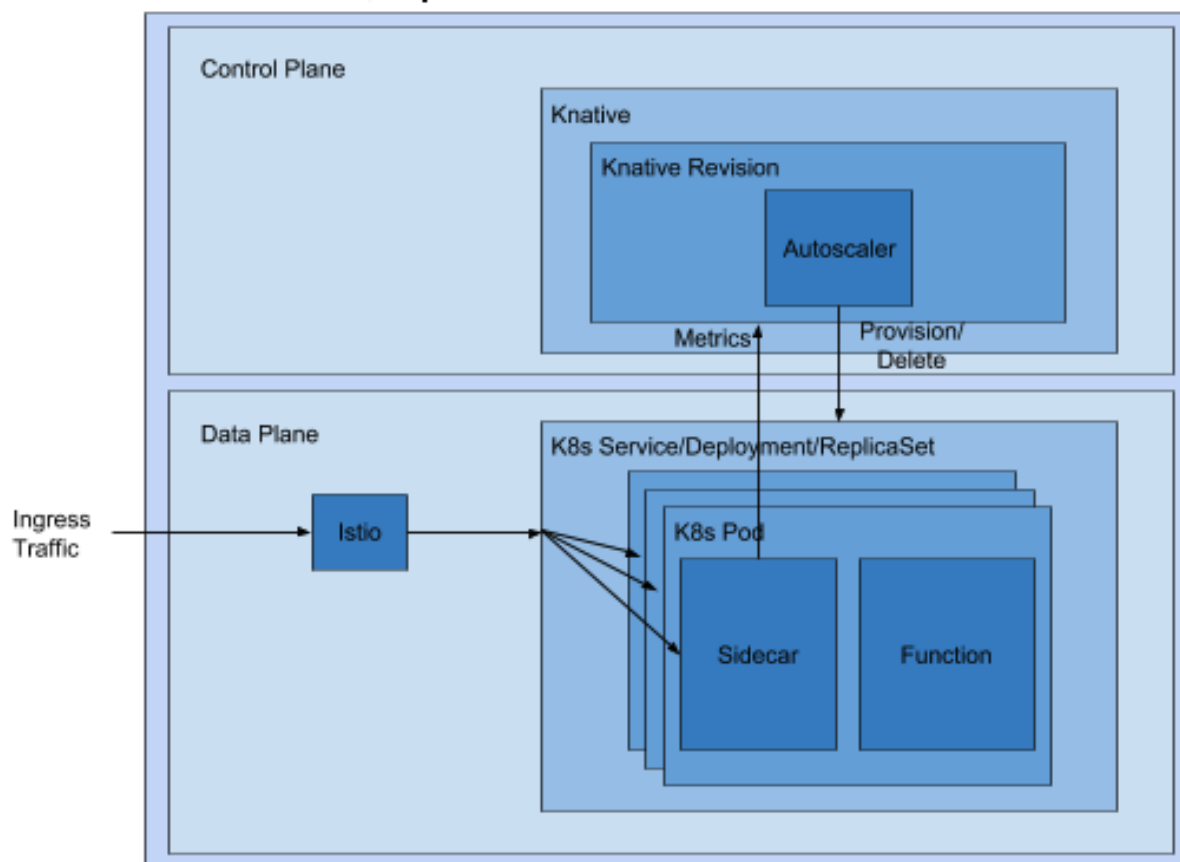 Control Plane
Knative
Knative Revision
Autoscaler
Metrics
Provision/
Delete
Data Plane
K8s Service/Deployment/ReplicaSet
Ingress
Traffic
Istio
K8s Pod
Sidecar
Function